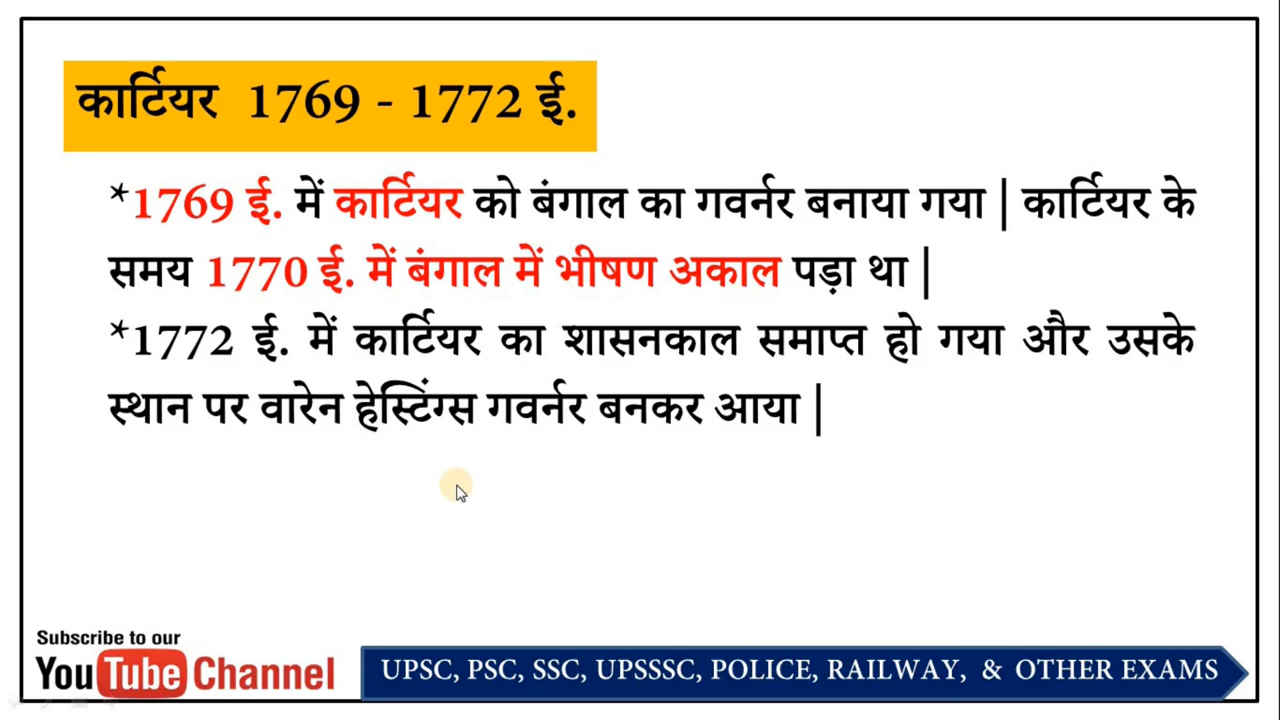 कार्टियर 1769 - 1772 ई.
*1769 ई. में कार्टियर को बंगाल का गवर्नर बनाया गया | कार्टियर के
समय 1770 ई. में बंगाल में भीषण अकाल पड़ा था |
*1772 ई. में कार्टियर का शासनकाल समाप्त हो गया और उसके
स्थान पर वारेन हेस्टिंग्स गवर्नर बनकर आया |
Subscribe to our
YouTube Channel
UPSC, PSC, SSC, UPSSSC, POLICE, RAILWAY, & OTHER EXAMS